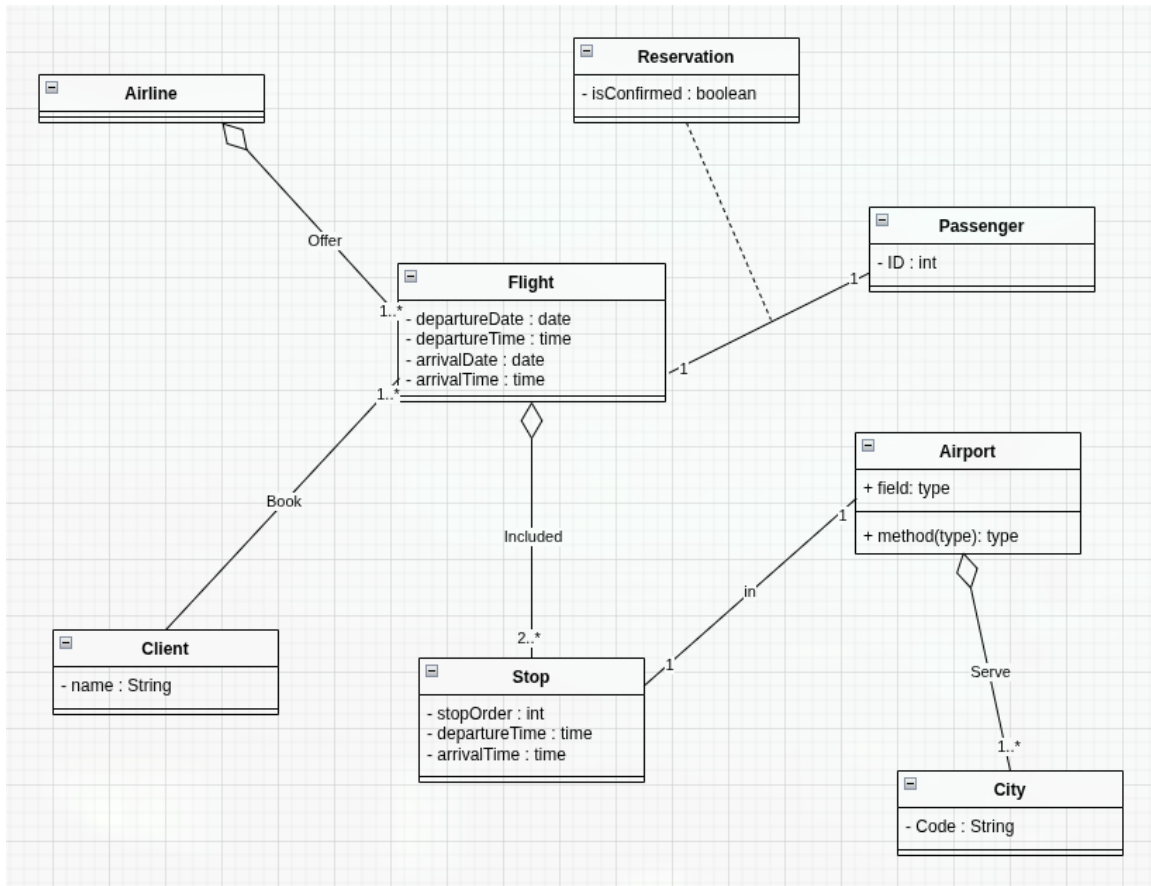 Reservation
- isConfirmed : boolean
Airline
Passenger
- ID : int
Offer
Flight
- departureDate : date
- departureTime : time
- arrivalDate : date
- arrivalTime : time
1
1..*
1
1..*
Airport
+ field: type
+ method(type): type
Book
1
Included
in
2..*
1
Client
- name : String
Stop
- stopOrder : int
- departureTime : time
- arrivalTime : time
Serve
1..*
City
- Code : String